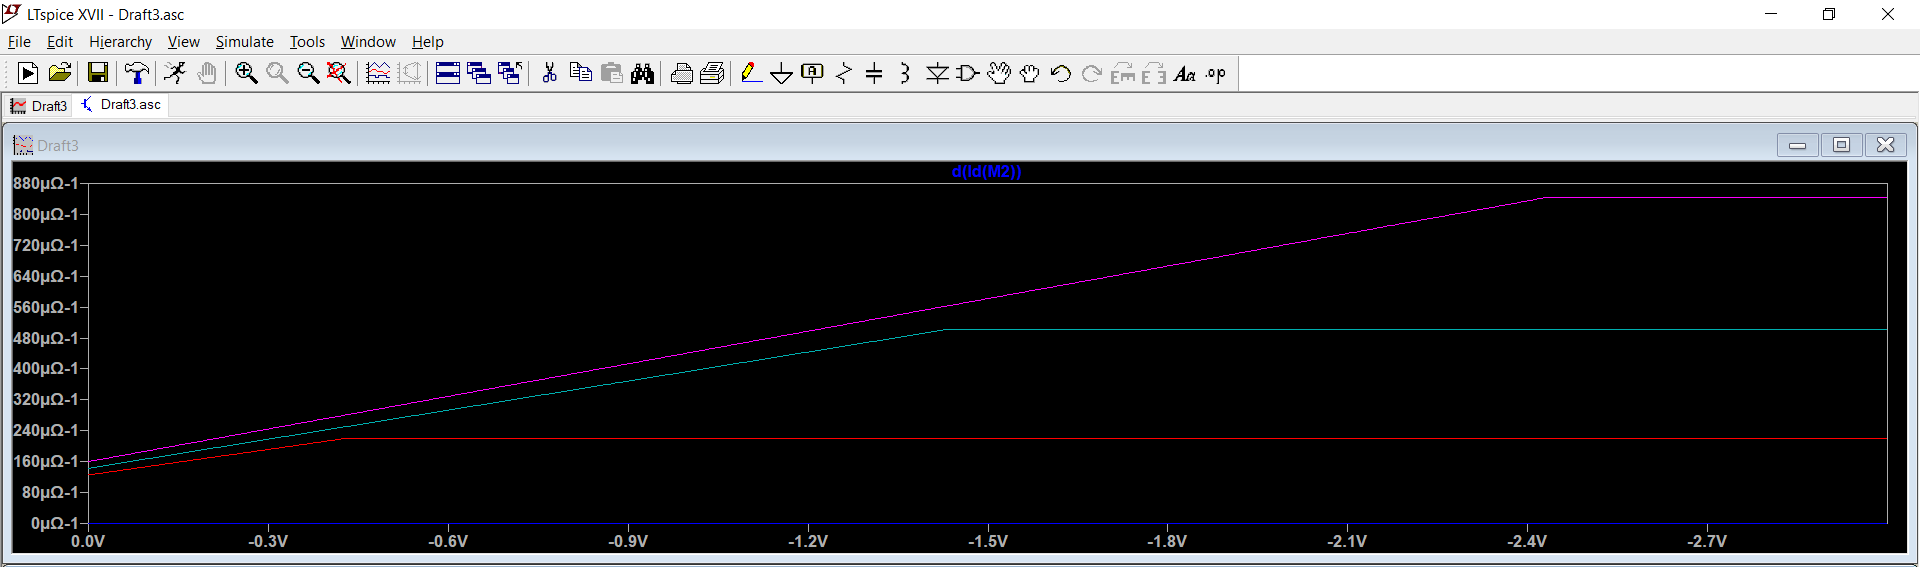 LTspice XVII - Draft3.asc
File Edit Hierarchy View Simulate Tools Window Help
A Aa .op
Draft3 Draft3.asc
Draft3
d(Id(M2))
880µΩ-1
800µΩ-1
720µΩ-1
640µΩ-1
560µΩ-1
480µΩ-1
400µΩ-1
320µΩ-1
240µΩ-1
160µΩ-1
80µΩ-1
0µΩ-1
0.0V -0.3V -0.6V -0.9V -1.2V -1.5V -1.8V -2.1V -2.4V -2.7V